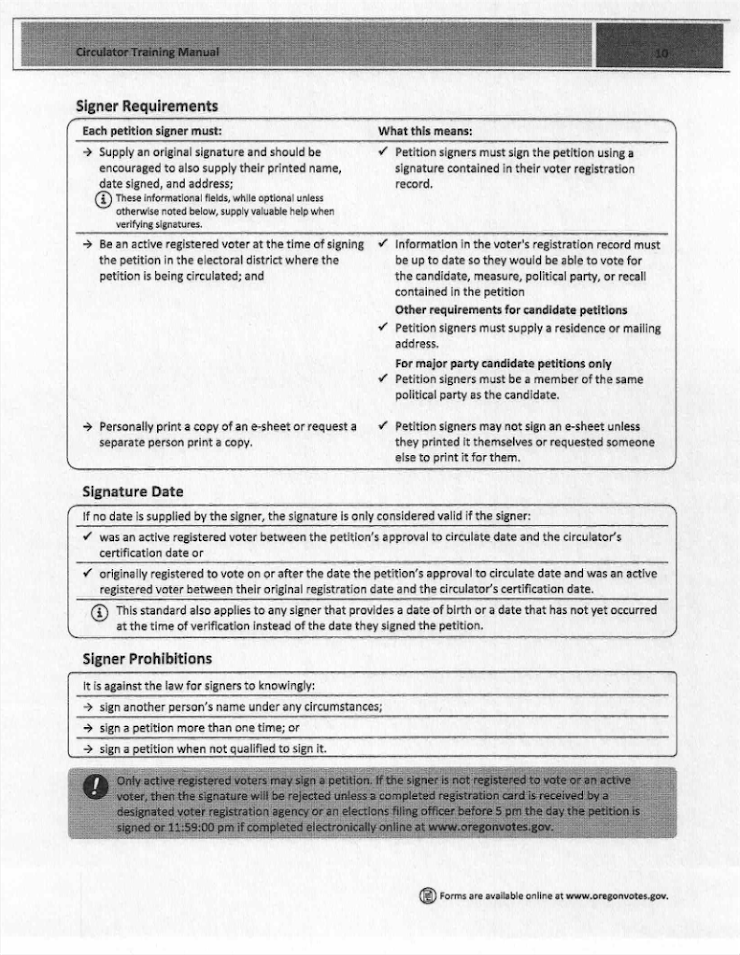 Circulator Training Manual 10
Signer Requirements
Each petition signer must: What this means:
→ Supply an original signature and should be
encouraged to also supply their printed name,
date signed, and address;
These informational fields, while optional unless
otherwise noted below, supply valuable help when
verifying signatures.
✓ Petition signers must sign the petition using a
signature contained in their voter registration
record.
→ Be an active registered voter at the time of signing
the petition in the electoral district where the
petition is being circulated; and
✓ Information in the voter's registration record must
be up to date so they would be able to vote for
the candidate, measure, political party, or recall
contained in the petition
Other requirements for candidate petitions
✓ Petition signers must supply a residence or mailing
address.
For major party candidate petitions only
✓ Petition signers must be a member of the same
political party as the candidate.
→ Personally print a copy of an e-sheet or request a
separate person print a copy.
✓ Petition signers may not sign an e-sheet unless
they printed it themselves or requested someone
else to print it for them.
Signature Date
If no date is supplied by the signer, the signature is only considered valid if the signer:
✓ was an active registered voter between the petition's approval to circulate date and the circulator's
certification date or
✓ originally registered to vote on or after the date the petition's approval to circulate date and was an active
registered voter between their original registration date and the circulator's certification date.
This standard also applies to any signer that provides a date of birth or a date that has not yet occurred
at the time of verification instead of the date they signed the petition.
Signer Prohibitions
It is against the law for signers to knowingly:
→ sign another person's name under any circumstances;
→ sign a petition more than one time; or
→ sign a petition when not qualified to sign it.
Only active registered voters may sign a petition. If the signer is not registered to vote or an active
voter, then the signature will be rejected unless a completed registration card is received by a
designated voter registration agency or an elections filing officer before 5 pm the day the petition is
signed or 11:59:00 pm if completed electronically online at www.oregonvotes.gov.
Forms are available online at www.oregonvotes.gov.